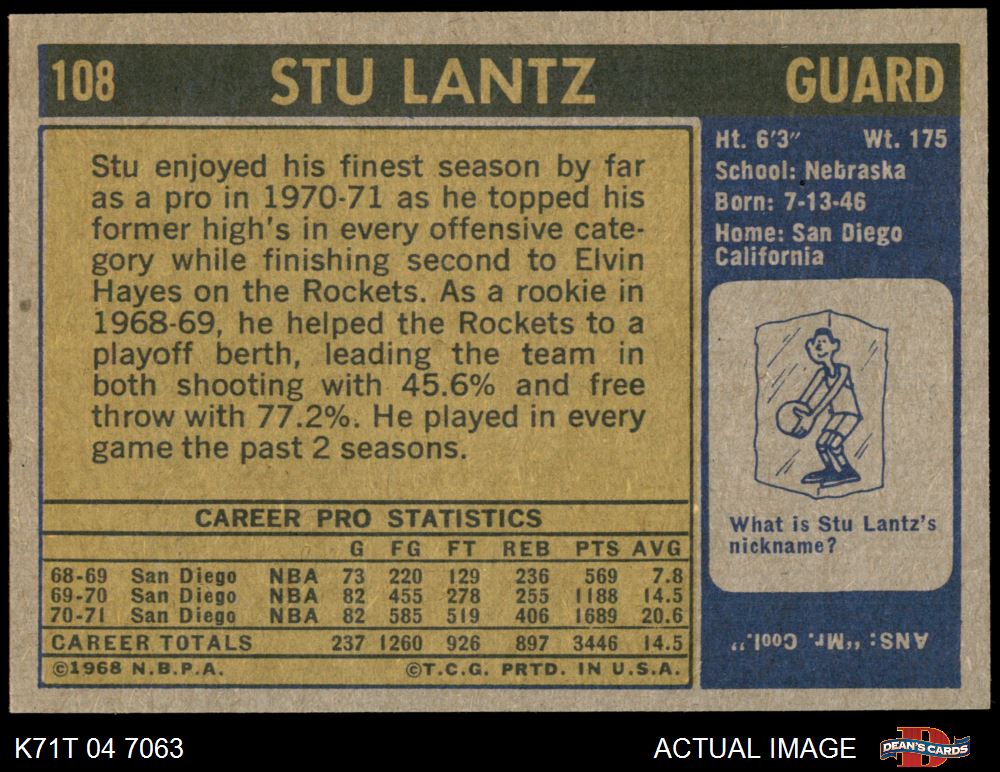 108 STU LANTZ GUARD
Stu enjoyed his finest season by far
as a pro in 1970-71 as he topped his
former high's in every offensive cate-
gory while finishing second to Elvin
Hayes on the Rockets. As a rookie in
1968-69, he helped the Rockets to a
playoff berth, leading the team in
both shooting with 45.6% and free
throw with 77.2%. He played in every
game the past 2 seasons.
CAREER PRO STATISTICS
G FG FT REB PTS AVG
68-69 San Diego NBA 73 220 129 236 569 7.8
69-70 San Diego NBA 82 455 278 255 1188 14.5
70-71 San Diego NBA 82 585 519 406 1689 20.6
CAREER TOTALS 237 1260 926 897 3446 14.5
©1968 N.B.P.A. ©T.C.G. PRTD. IN U.S.A.
Ht. 6'3" Wt. 175
School: Nebraska
Born: 7-13-46
Home: San Diego
California
What is Stu Lantz's
nickname?
ANS: "Mr. Cool."
K71T 04 7063 ACTUAL IMAGE
D
DEAN'S CARDS